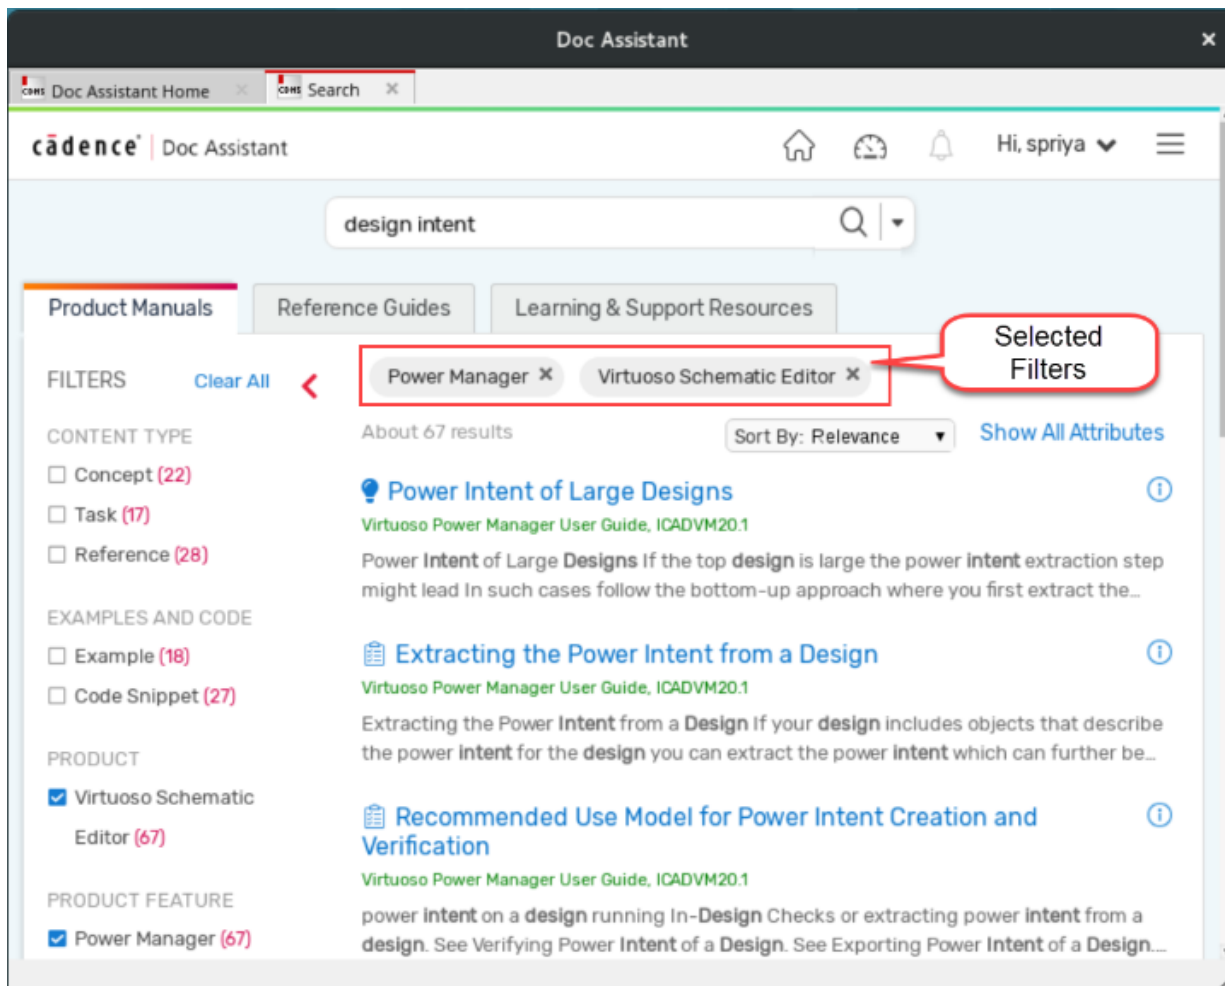 Doc Assistant
CDMS Doc Assistant Home
CDMS Search
cādence® Doc Assistant
Hi, spriya
design intent
Product Manuals
Reference Guides
Learning & Support Resources
Selected
Filters
FILTERS
Clear All
Power Manager
Virtuoso Schematic Editor
CONTENT TYPE
Concept (22)
Task (17)
Reference (28)
EXAMPLES AND CODE
Example (18)
Code Snippet (27)
PRODUCT
Virtuoso Schematic
Editor (67)
PRODUCT FEATURE
Power Manager (67)
About 67 results
Sort By: Relevance
Show All Attributes
Power Intent of Large Designs
Virtuoso Power Manager User Guide, ICADVM20.1
Power Intent of Large Designs If the top design is large the power intent extraction step
might lead In such cases follow the bottom-up approach where you first extract the…
Extracting the Power Intent from a Design
Virtuoso Power Manager User Guide, ICADVM20.1
Extracting the Power Intent from a Design If your design includes objects that describe
the power intent for the design you can extract the power intent which can further be…
Recommended Use Model for Power Intent Creation and
Verification
Virtuoso Power Manager User Guide, ICADVM20.1
power intent on a design running In-Design Checks or extracting power intent from a
design. See Verifying Power Intent of a Design. See Exporting Power Intent of a Design.…